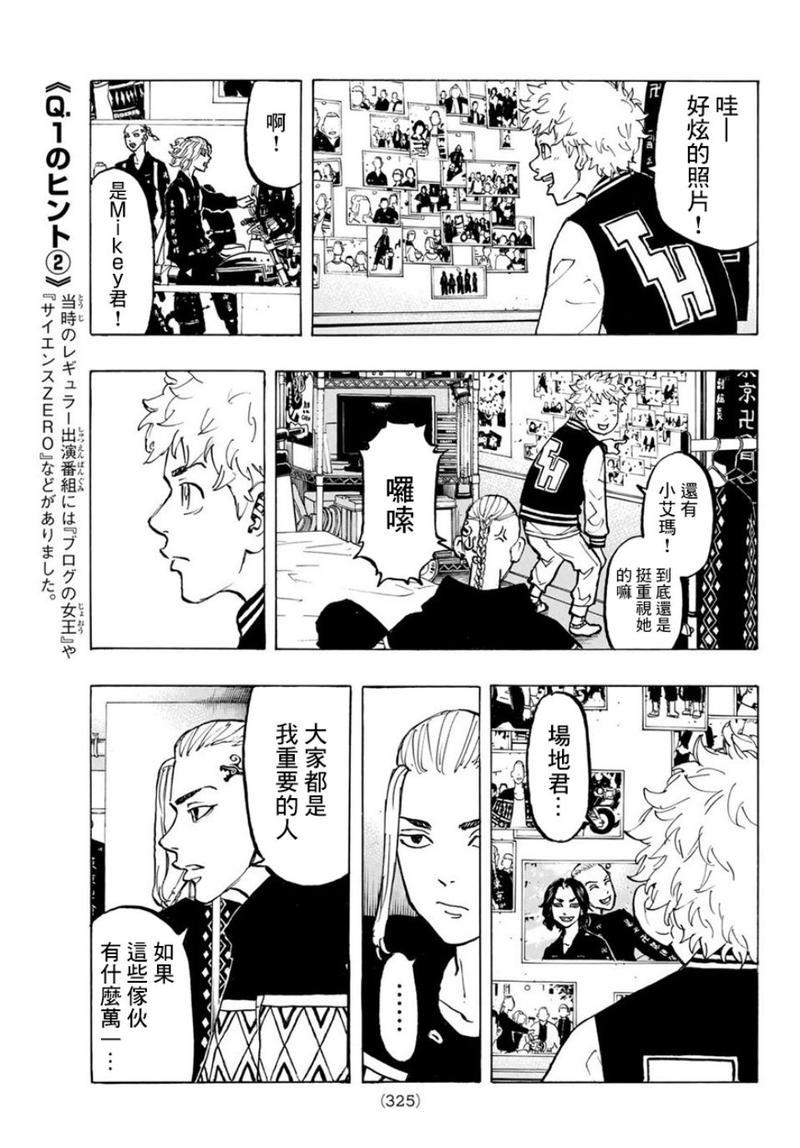 哇—
好炫的照片！
啊！
是Mikey君！
東京卍
副総長
還有
小艾瑪！
到底還是
挺重視她
的嘛
囉嗦
場地君…
……
大家都是
我重要的人
如果
這些傢伙
有什麼萬一…
《Q.1のヒント②》
当時のレギュラー出演番組には『ブログの女王』や
『サイエンスZERO』などがありました。
(325)